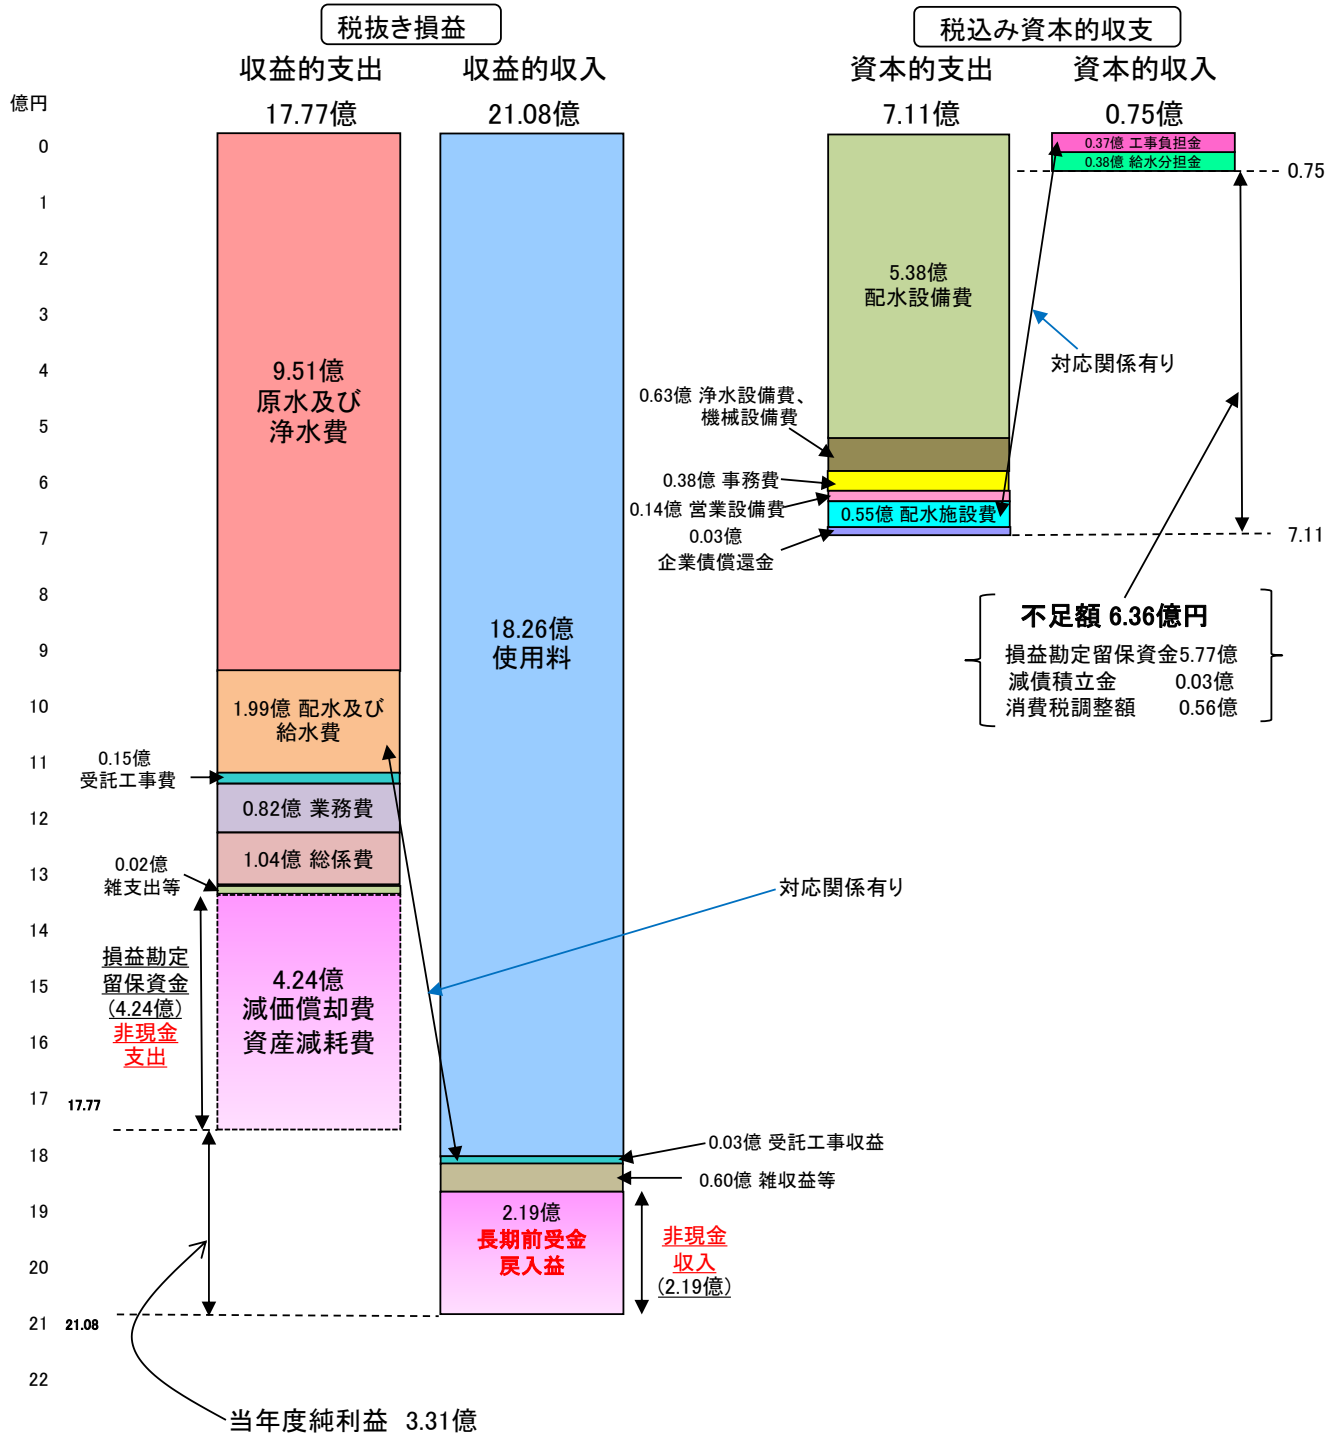 税抜き損益
収益的支出
17.77億
収益的収入
21.08億
億円
0
1
2
3
4
5
6
7
8
9
10
11
12
13
14
15
16
17
17.77
18
19
20
21
21.08
22
9.51億
原水及び
浄水費
1.99億 配水及び
給水費
0.15億
受託工事費
0.82億 業務費
1.04億 総係費
0.02億
雑支出等
損益勘定
留保資金
(4.24億)
非現金
支出
4.24億
減価償却費
資産減耗費
18.26億
使用料
対応関係有り
0.03億 受託工事収益
0.60億 雑収益等
2.19億
長期前受金
戻入益
非現金
収入
(2.19億)
当年度純利益 3.31億
税込み資本的収支
資本的支出
7.11億
資本的収入
0.75億
0.37億 工事負担金
0.38億 給水分担金
0.75
5.38億
配水設備費
対応関係有り
0.63億 浄水設備費、
機械設備費
0.38億 事務費
0.14億 営業設備費
0.55億 配水施設費
0.03億
企業債償還金
7.11
不足額 6.36億円
損益勘定留保資金5.77億
減債積立金 0.03億
消費税調整額 0.56億